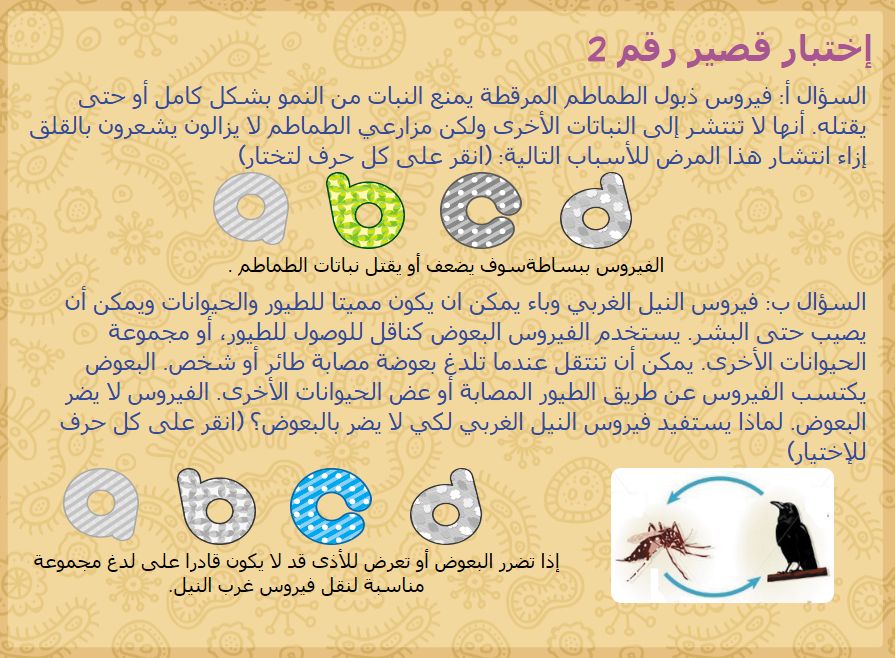 إختبار قصير رقم 2
السؤال أ: فيروس ذبول الطماطم المرقطة يمنع النبات من النمو بشكل كامل أو حتى
يقتله. أنها لا تنتشر إلى النباتات الأخرى ولكن مزارعي الطماطم لا يزالون يشعرون بالقلق
إزاء انتشار هذا المرض للأسباب التالية: (انقر على كل حرف لتختار)
a b c d
الفيروس ببساطةسوف يضعف أو يقتل نباتات الطماطم .
السؤال ب: فيروس النيل الغربي وباء يمكن ان يكون مميتا للطيور والحيوانات ويمكن أن
يصيب حتى البشر. يستخدم الفيروس البعوض كناقل للوصول للطيور، أو مجموعة
الحيوانات الأخرى. يمكن أن تنتقل عندما تلدغ بعوضة مصابة طائر أو شخص. البعوض
يكتسب الفيروس عن طريق الطيور المصابة أو عض الحيوانات الأخرى. الفيروس لا يضر
البعوض. لماذا يستفيد فيروس النيل الغربي لكي لا يضر بالبعوض؟ (انقر على كل حرف
للإختيار)
a b c d
إذا تضرر البعوض أو تعرض للأذى قد لا يكون قادرا على لدغ مجموعة
مناسبة لنقل فيروس غرب النيل.